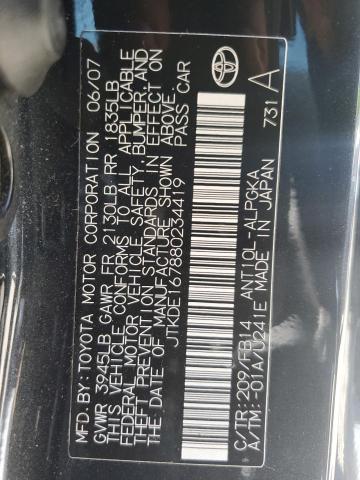 MFD. BY: TOYOTA MOTOR CORPORATION 06/07
GVWR 3945LB GAWR FR 2130LB RR 1835LB
THIS VEHICLE CONFORMS TO ALL APPLICABLE
FEDERAL MOTOR VEHICLE SAFETY, BUMPER, AND
THEFT PREVENTION STANDARDS IN EFFECT ON
THE DATE OF MANUFACTURE SHOWN ABOVE.
JTKDE167880234419 PASS CAR
C/TR: 209/FB14 ANT10L-ALPGKA
A/TM: -01A/U241E MADE IN JAPAN 731 A